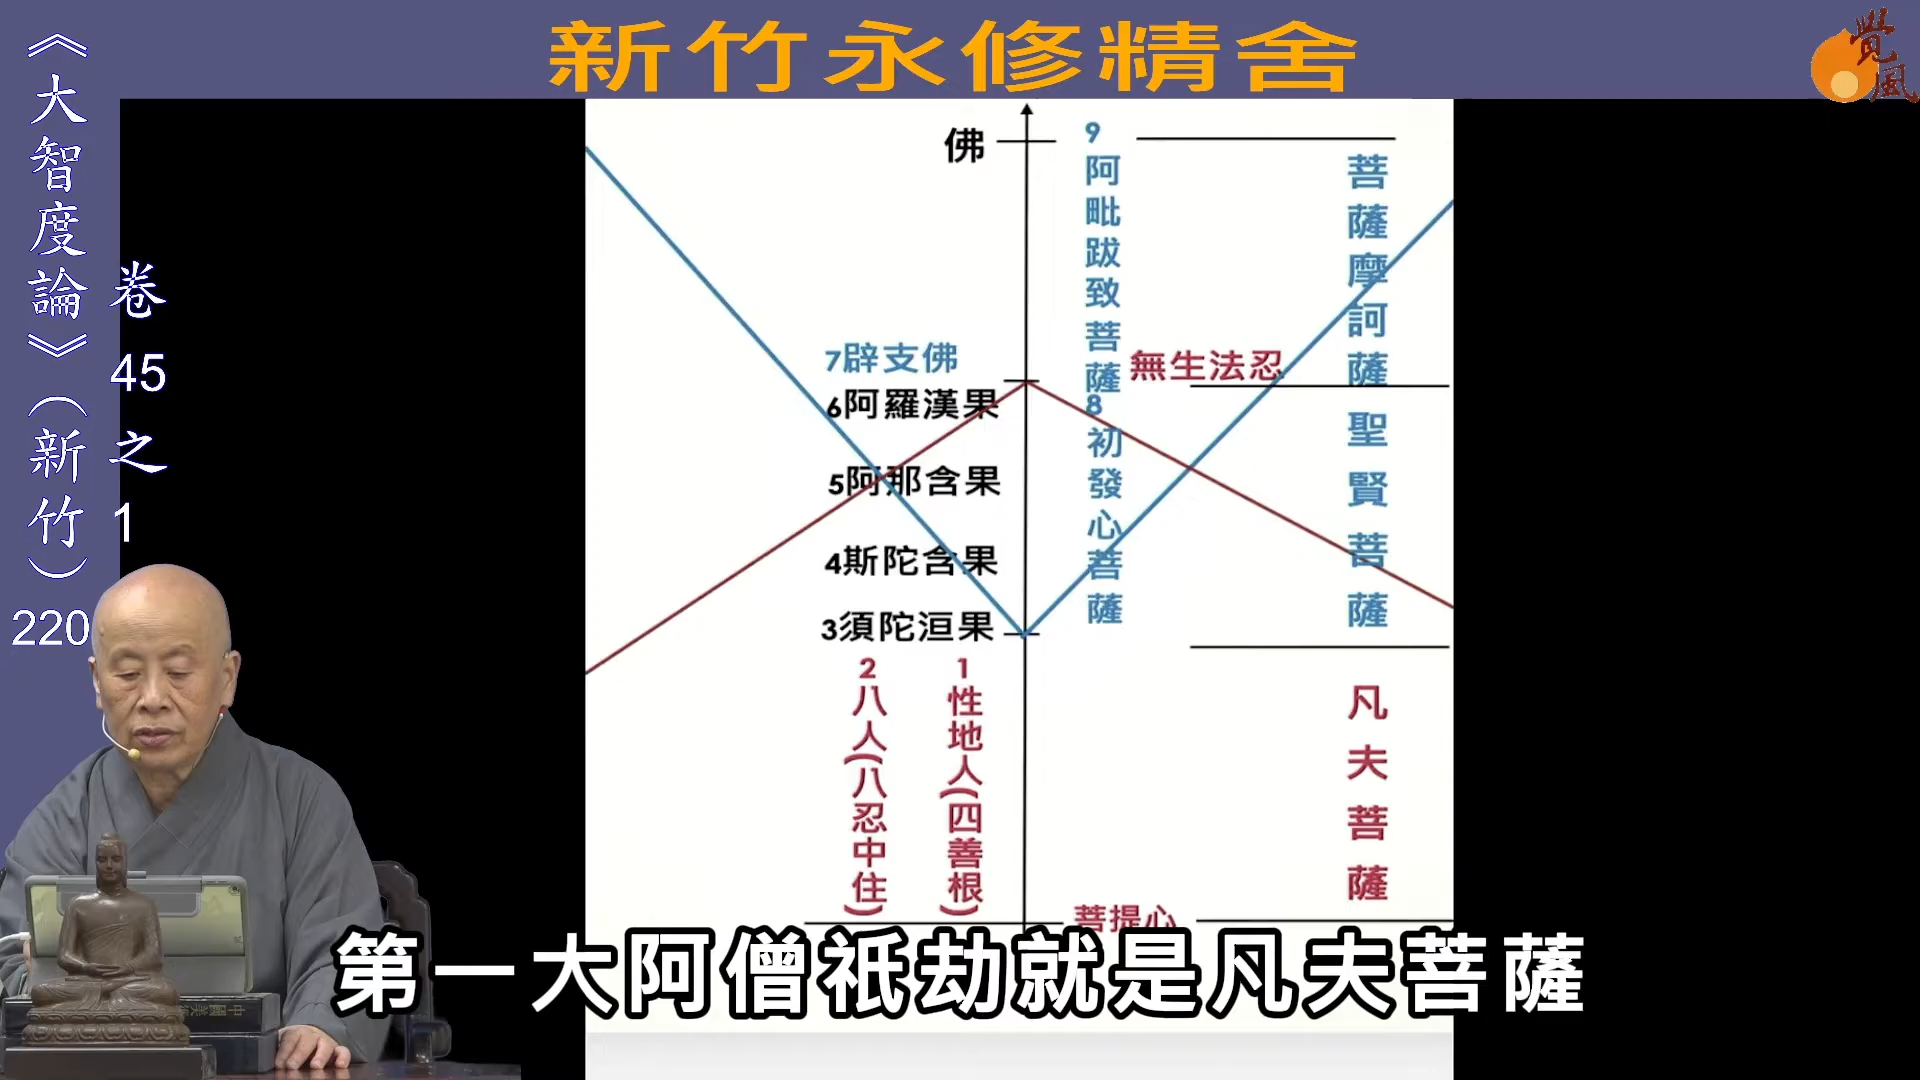 新竹永修精舍
覺風
《大智度論》（新竹）
220
卷45之1
佛
7辟支佛
6阿羅漢果
5阿那含果
4斯陀含果
3須陀洹果
2八人(八忍中住)
1性地人(四善根)
9阿毗跋致菩薩
8初發心菩薩
無生法忍
菩提心
菩薩摩訶薩
聖賢菩薩
凡夫菩薩
第一大阿僧祇劫就是凡夫菩薩